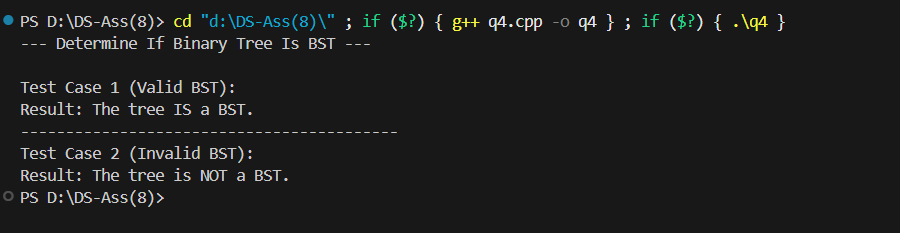 PS D:\DS-Ass(8)> cd "d:\DS-Ass(8)\" ; if ($?) { g++ q4.cpp -o q4 } ; if ($?) { .\q4 }
--- Determine If Binary Tree Is BST ---
Test Case 1 (Valid BST):
Result: The tree IS a BST.
------------------------------------------
Test Case 2 (Invalid BST):
Result: The tree is NOT a BST.
PS D:\DS-Ass(8)>